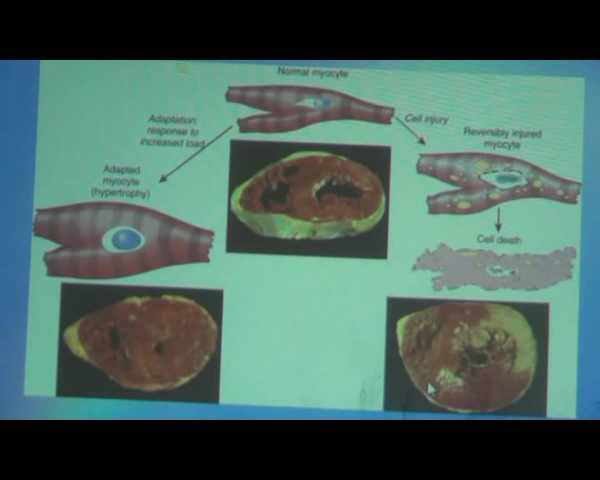 Normal myocyte
Adaptation:
response to
increased load
Cell injury
Reversibly injured
myocyte
Adapted
myocyte
(hypertrophy)
Cell death